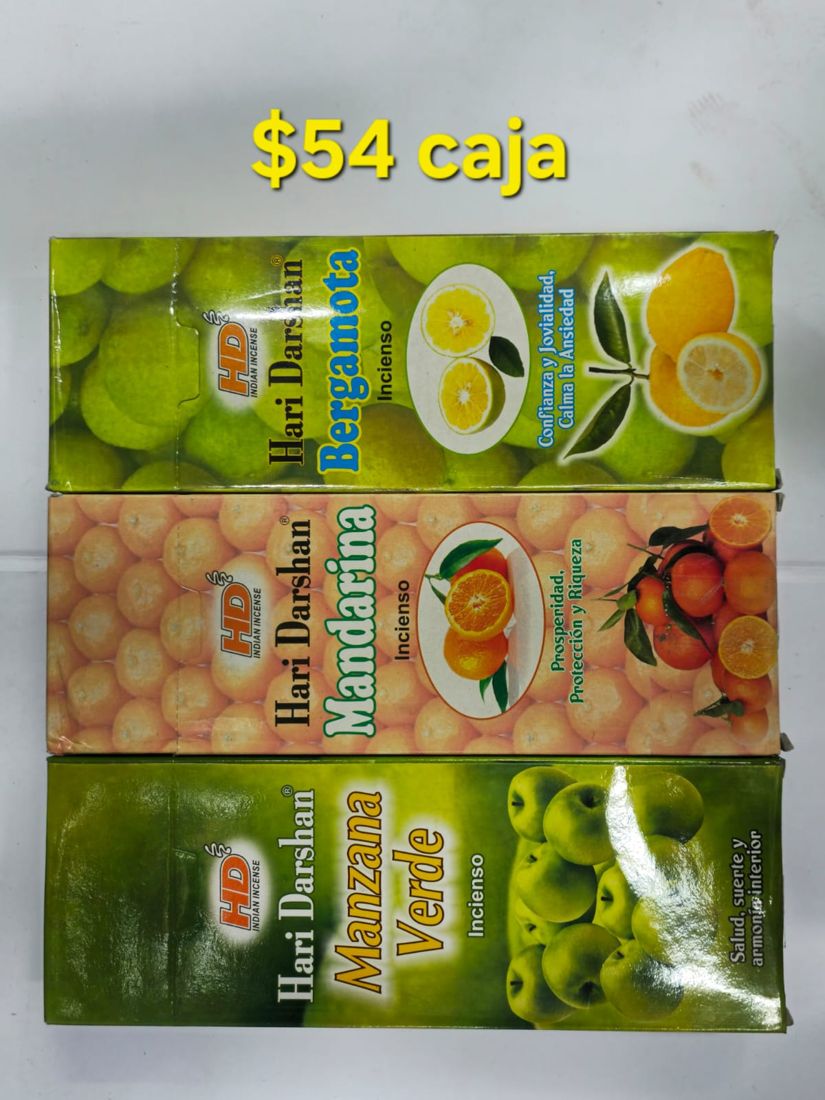 $54 caja
HD
INDIAN INCENSE
Hari Darshan®
Bergamota
Incienso
Confianza y Jovialidad,
Calma la Ansiedad
HD
INDIAN INCENSE
Hari Darshan®
Mandarina
Incienso
Prosperidad,
Protección y Riqueza
HD
INDIAN INCENSE
Hari Darshan®
Manzana
Verde
Incienso
Salud, suerte y
armonía interior